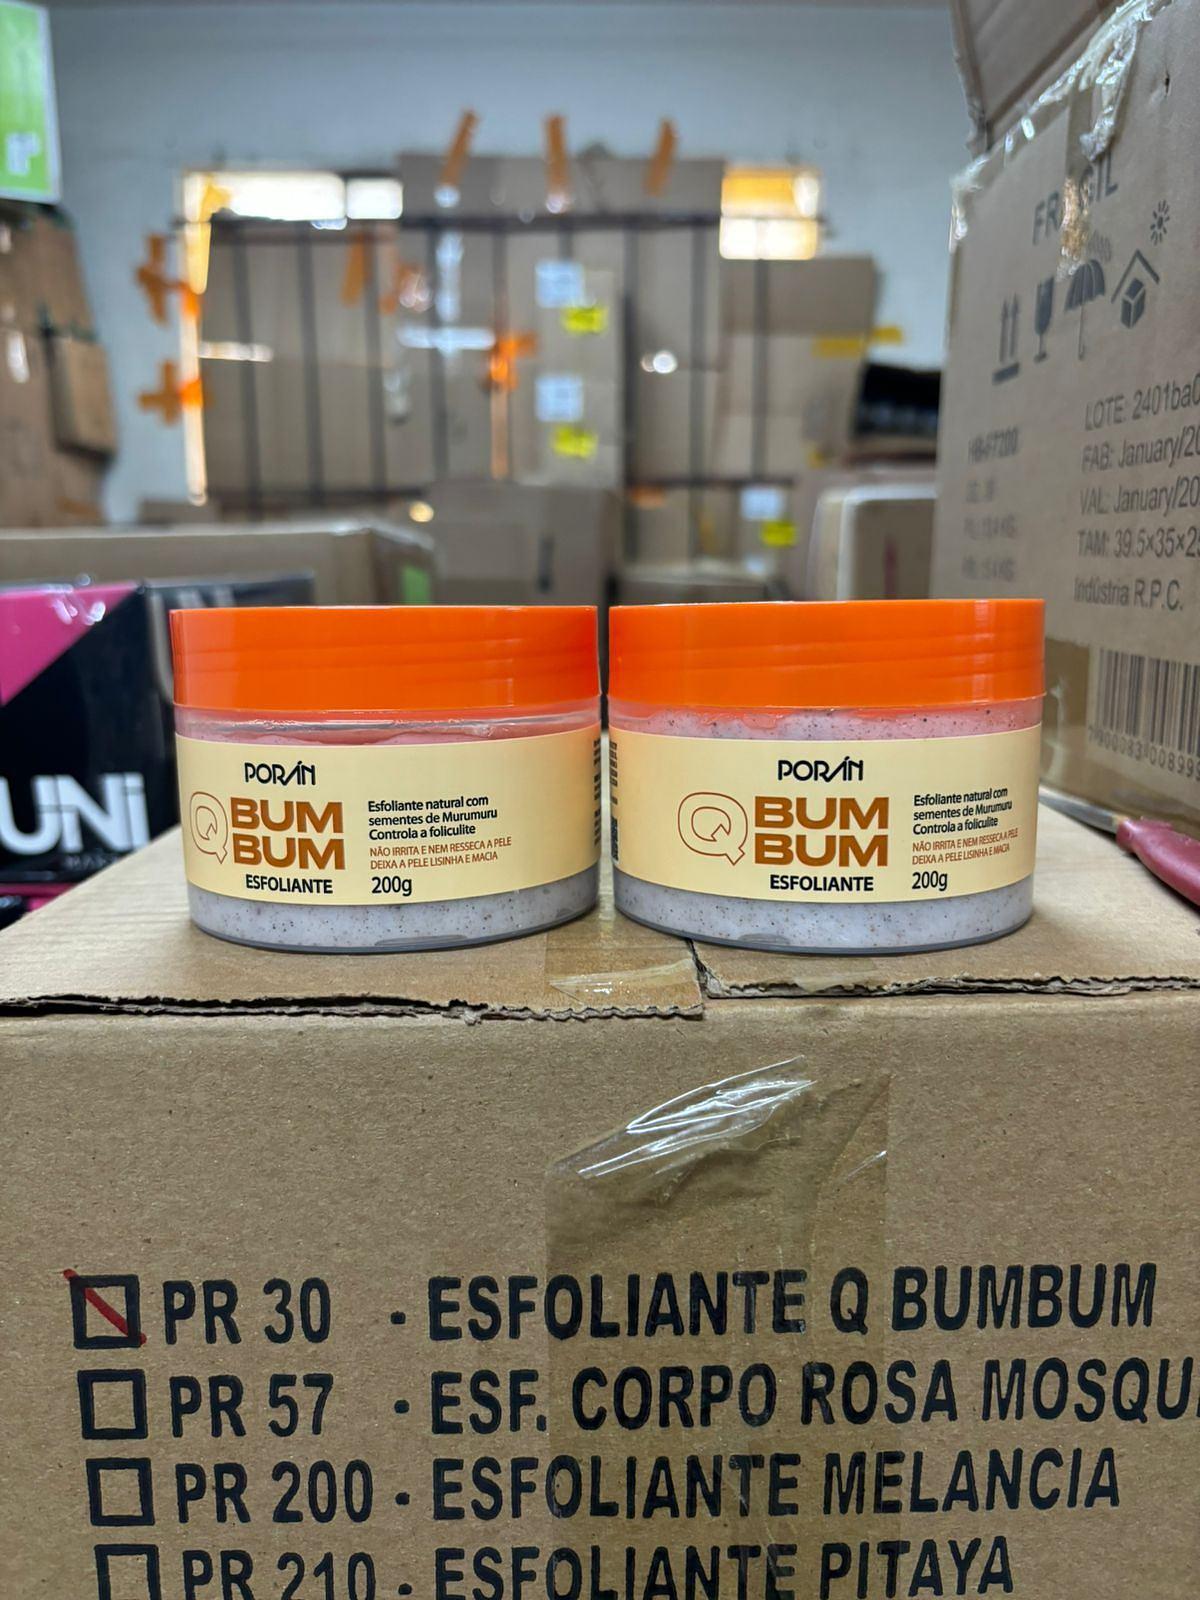 FRÁGIL
LOTE: 2401ba0
FAB: January/20
VAL: January/20
TAM: 39.5×35×2
Indústria R.P.C.
UNi
PORÁN
Q BUM
BUM
ESFOLIANTE
Esfoliante natural com
sementes de Murumuru
Controla a foliculite
NÃO IRRITA E NEM RESSECA A PELE
DEIXA A PELE LISINHA E MACIA
200g
PORÁN
Q BUM
BUM
ESFOLIANTE
Esfoliante natural com
sementes de Murumuru
Controla a foliculite
NÃO IRRITA E NEM RESSECA A PELE
DEIXA A PELE LISINHA E MACIA
200g
PR 30 - ESFOLIANTE Q BUMBUM
PR 57 - ESF. CORPO ROSA MOSQU
PR 200 - ESFOLIANTE MELANCIA
PR 210 - ESFOLIANTE PITAYA